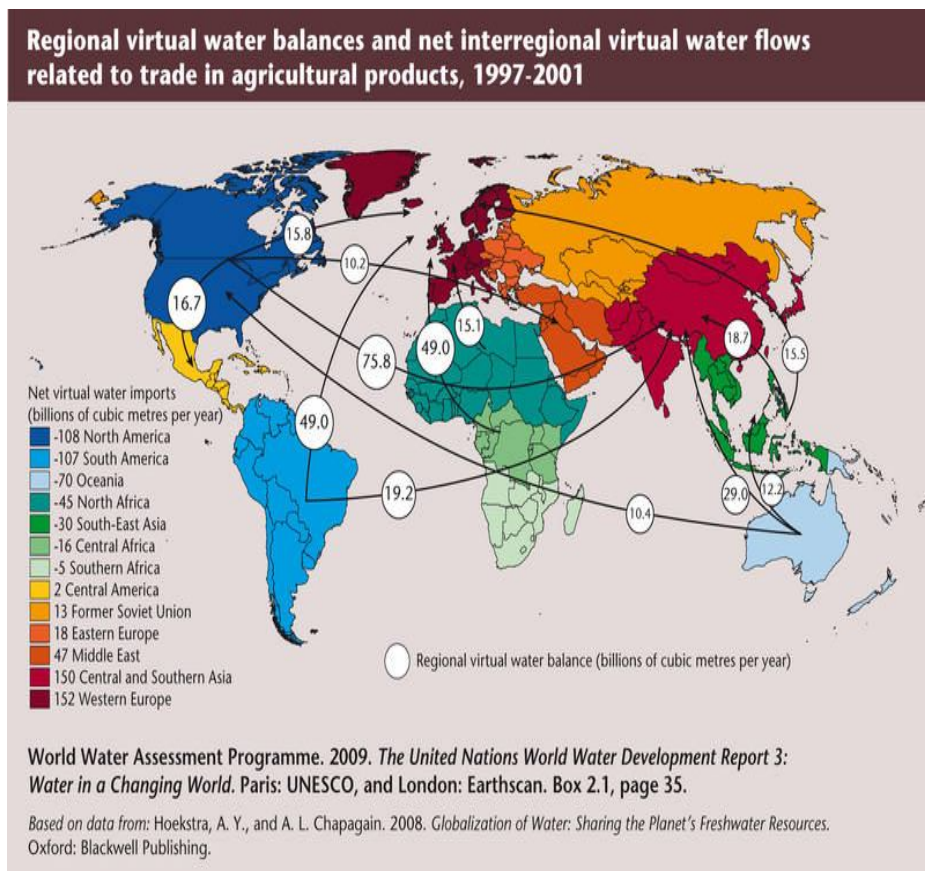 Regional virtual water balances and net interregional virtual water flows
related to trade in agricultural products, 1997-2001
15.8
10.2
16.7
75.8
49.0
15.1
18.7
15.5
49.0
19.2
10.4
29.0
12.2
Net virtual water imports
(billions of cubic metres per year)
-108 North America
-107 South America
-70 Oceania
-45 North Africa
-30 South-East Asia
-16 Central Africa
-5 Southern Africa
2 Central America
13 Former Soviet Union
18 Eastern Europe
47 Middle East
150 Central and Southern Asia
152 Western Europe
Regional virtual water balance (billions of cubic metres per year)
World Water Assessment Programme. 2009. The United Nations World Water Development Report 3:
Water in a Changing World. Paris: UNESCO, and London: Earthscan. Box 2.1, page 35.
Based on data from: Hoekstra, A. Y., and A. L. Chapagain. 2008. Globalization of Water: Sharing the Planet's Freshwater Resources.
Oxford: Blackwell Publishing.